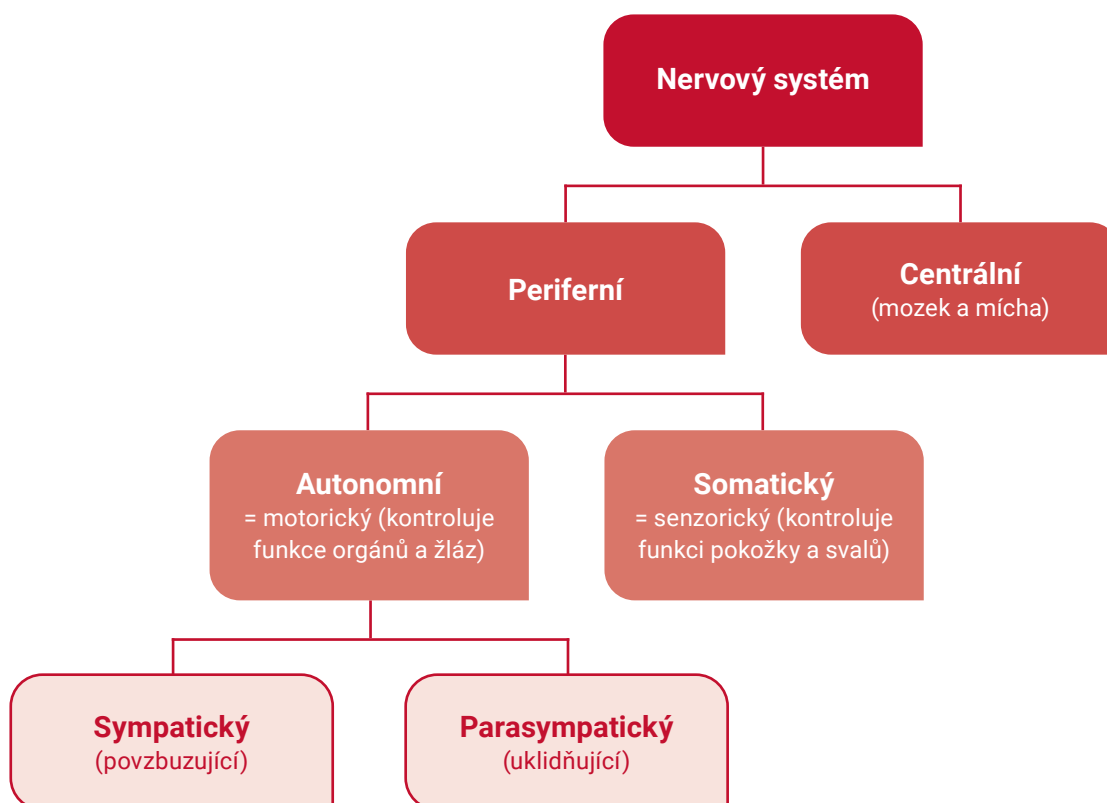 Nervový systém
Periferní
Centrální
(mozek a mícha)
Autonomní
= motorický (kontroluje
funkce orgánů a žláz)
Somatický
= senzorický (kontroluje
funkci pokožky a svalů)
Sympatický
(povzbuzující)
Parasympatický
(uklidňující)